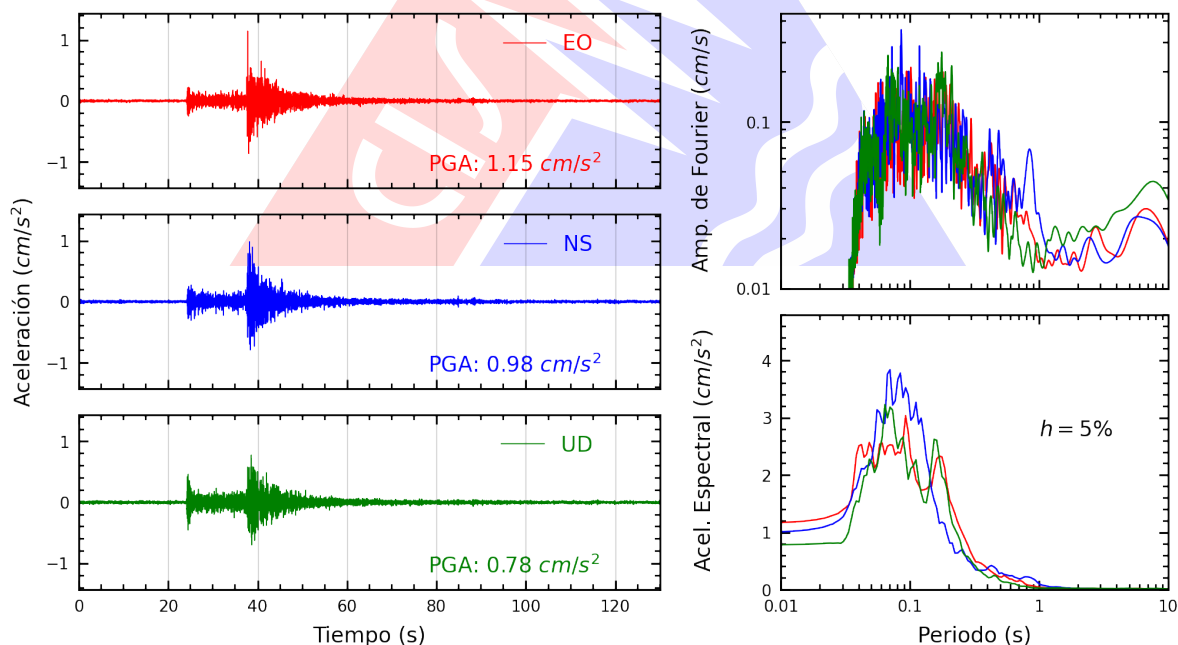 Aceleración (cm/s²)
1
0
−1
EO
PGA: 1.15 cm/s²
1
0
−1
NS
PGA: 0.98 cm/s²
1
0
−1
UD
PGA: 0.78 cm/s²
0 20 40 60 80 100 120
Tiempo (s)
Amp. de Fourier (cm/s)
0.1
0.01
Acel. Espectral (cm/s²)
4
3
2
1
0
h = 5%
0.01 0.1 1 10
Periodo (s)